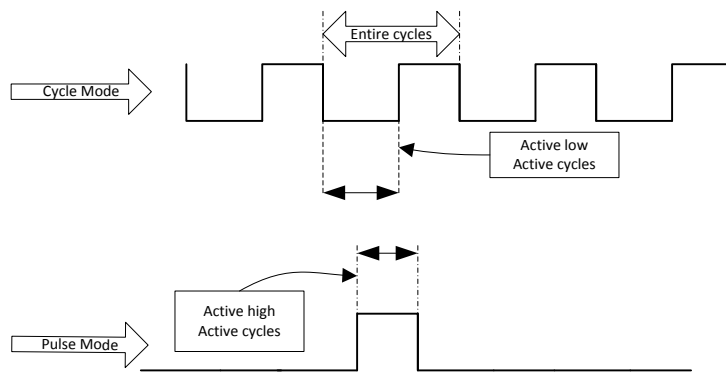 Entire cycles
Cycle Mode
Active low
Active cycles
Active high
Active cycles
Pulse Mode